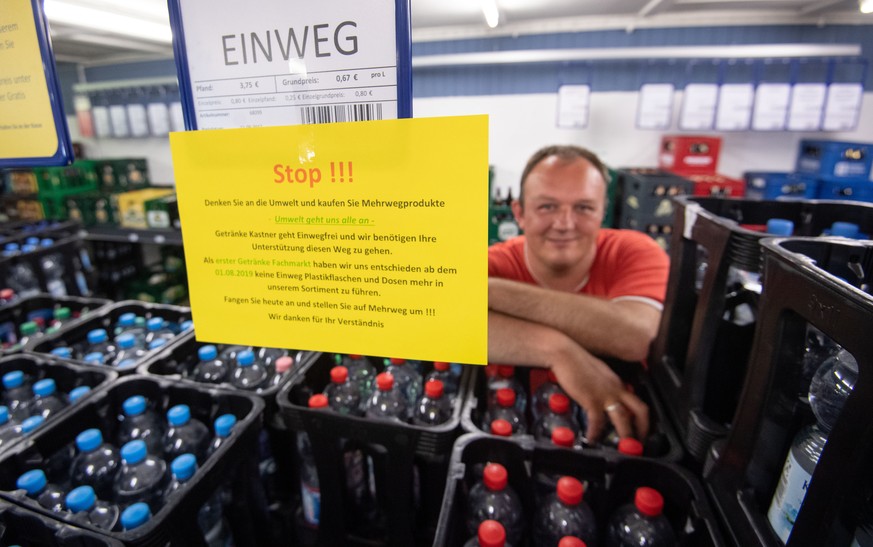 EINWEG
Pfand: 3,75 € Grundpreis: 0,67 € pro L
Stop !!!
Denken Sie an die Umwelt und kaufen Sie Mehrwegprodukte
- Umwelt geht uns alle an -
Getränke Kastner geht Einwegfrei und wir benötigen Ihre
Unterstützung diesen Weg zu gehen.
Als erster Getränke Fachmarkt haben wir uns entschieden ab dem
01.08.2019 keine Einweg Plastikflaschen und Dosen mehr in
unserem Sortiment zu führen.
Fangen Sie heute an und stellen Sie auf Mehrweg um !!!
Wir danken für Ihr Verständnis